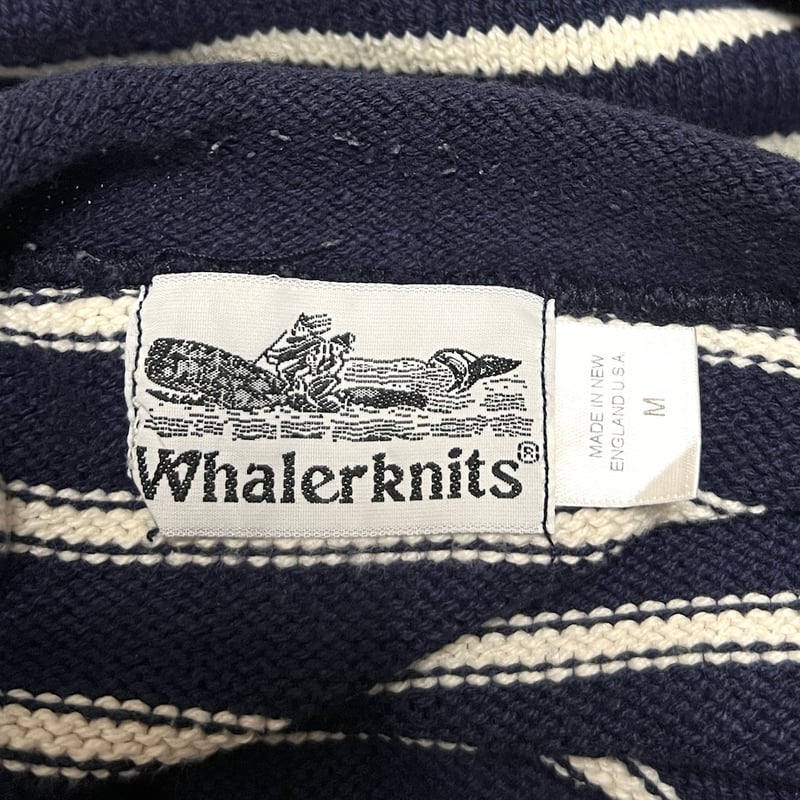 Whalerknits®
MADE IN NEW
ENGLAND U.S.A.
M